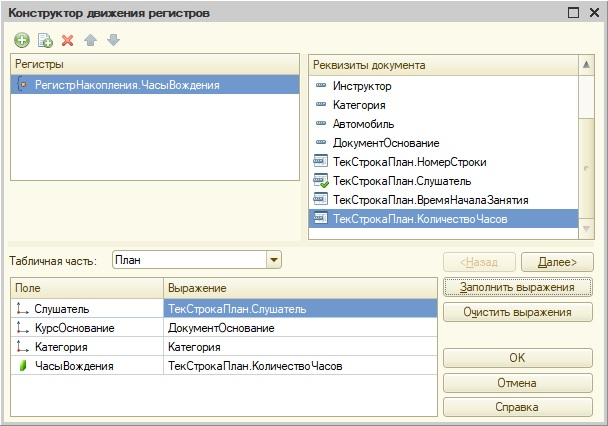 Конструктор движения регистров
Регистры
РегистрНакопления.ЧасыВождения
Реквизиты документа
Инструктор
Категория
Автомобиль
ДокументОснование
ТекСтрокаПлан.НомерСтроки
ТекСтрокаПлан.Слушатель
ТекСтрокаПлан.ВремяНачалаЗанятия
ТекСтрокаПлан.КоличествоЧасов
Табличная часть: План
<Назад Далее>
Поле Выражение
Слушатель ТекСтрокаПлан.Слушатель
КурсОснование ДокументОснование
Категория Категория
ЧасыВождения ТекСтрокаПлан.КоличествоЧасов
Заполнить выражения
Очистить выражения
OK
Отмена
Справка